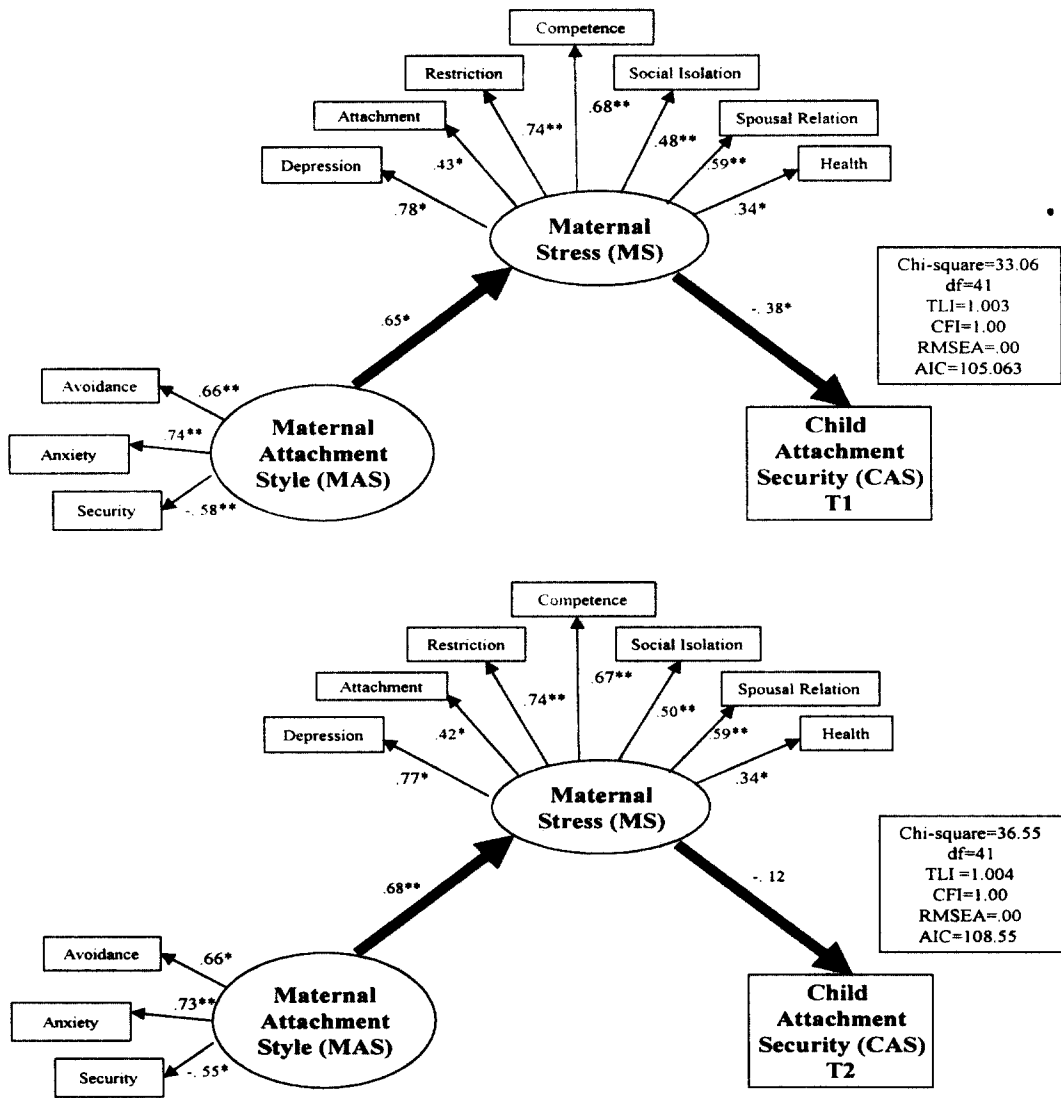 Competence
Restriction
Social Isolation
Attachment
Spousal Relation
Depression
Health
.74**
.68**
.48**
.43*
.59**
.78*
.34*
Maternal
Stress (MS)
Chi-square=33.06
df=41
TLI=1.003
CFI=1.00
RMSEA=.00
AIC=105.063
.65*
-. 38*
Avoidance
.66**
Anxiety
.74**
Security
-. 58**
Maternal
Attachment
Style (MAS)
Child
Attachment
Security (CAS)
T1
Competence
Restriction
Social Isolation
Attachment
Spousal Relation
Depression
Health
.74**
.67**
.50**
.42*
.59**
.77*
.34*
Maternal
Stress (MS)
Chi-square=36.55
df=41
TLI =1.004
CFI=1.00
RMSEA=.00
AIC=108.55
.68**
-. 12
Avoidance
.66*
Anxiety
.73**
Security
-. 55*
Maternal
Attachment
Style (MAS)
Child
Attachment
Security (CAS)
T2